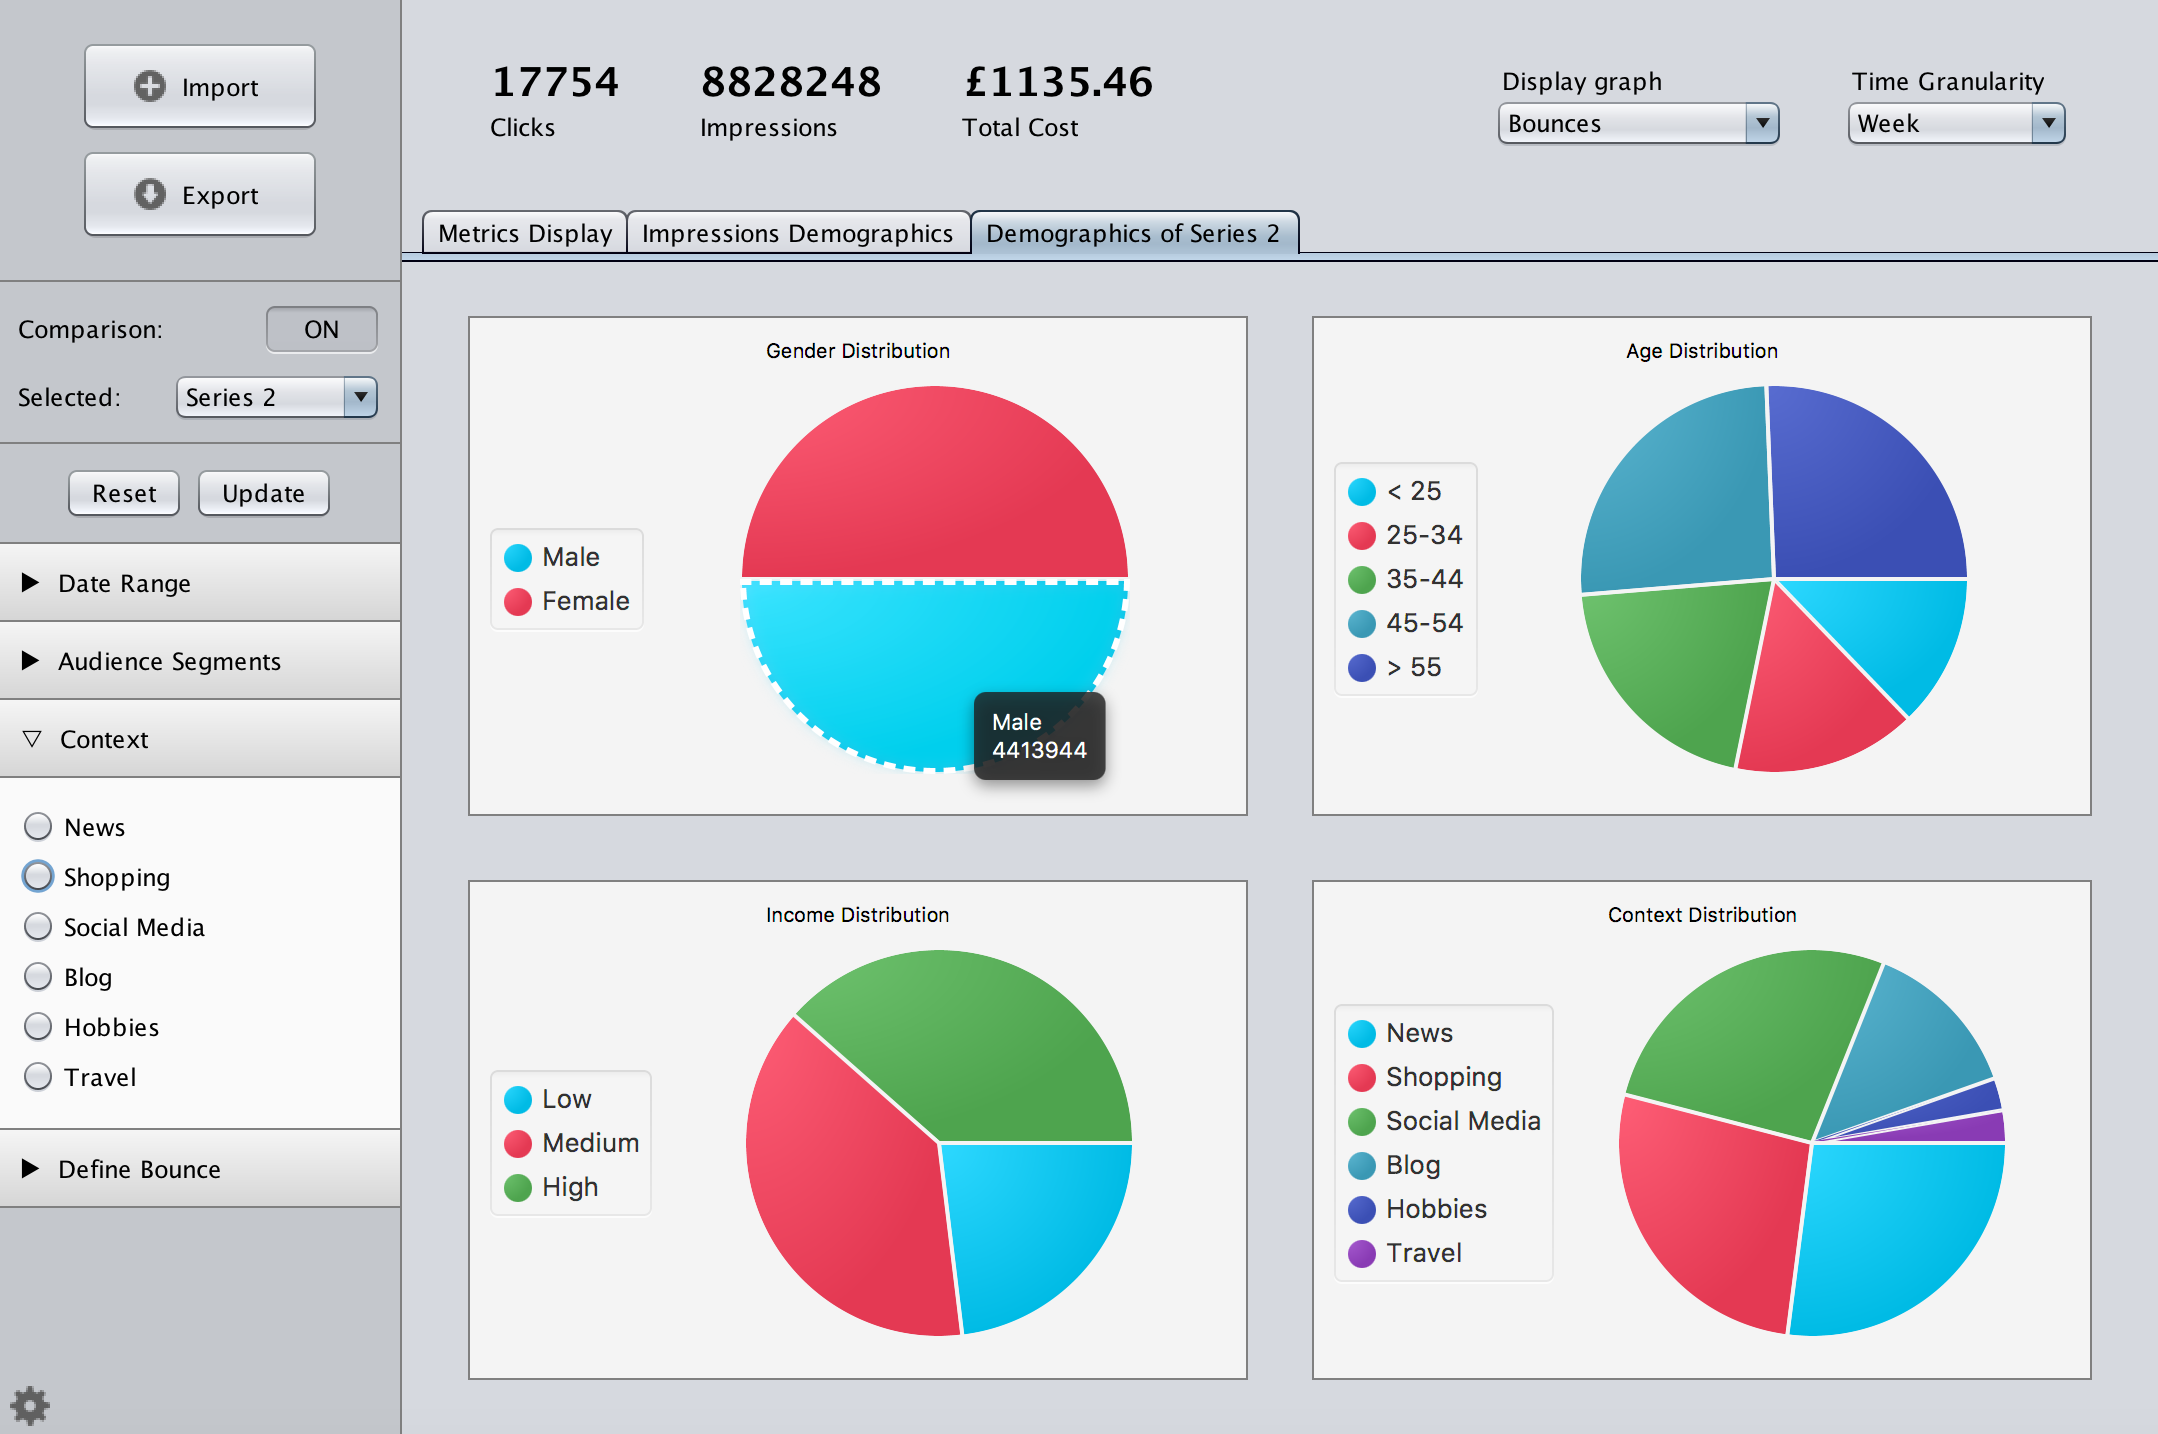 Import
Export
Comparison: ON
Selected: Series 2
Reset Update
Date Range
Audience Segments
Context
News
Shopping
Social Media
Blog
Hobbies
Travel
Define Bounce
17754 8828248 £1135.46
Clicks Impressions Total Cost
Display graph Time Granularity
Bounces Week
Metrics Display Impressions Demographics Demographics of Series 2
Gender Distribution
Male
Female
Male
4413944
Age Distribution
< 25
25-34
35-44
45-54
> 55
Income Distribution
Low
Medium
High
Context Distribution
News
Shopping
Social Media
Blog
Hobbies
Travel